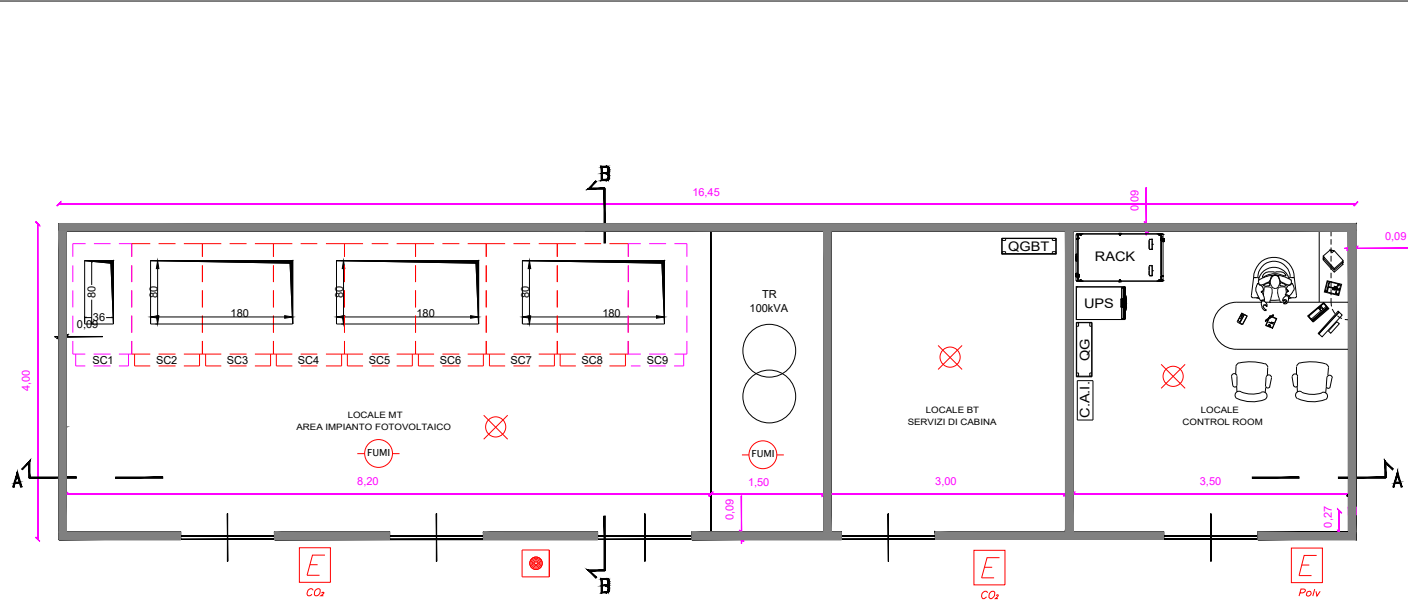 B
16,45
0,09
0,09
QGBT
RACK
80
36
0,09
80
180
80
180
80
180
TR
100kVA
UPS
QG
C.A.I.
SC1
SC2
SC3
SC4
SC5
SC6
SC7
SC8
SC9
4,00
LOCALE MT
AREA IMPIANTO FOTOVOLTAICO
LOCALE BT
SERVIZI DI CABINA
LOCALE
CONTROL ROOM
FUMI
FUMI
A
A
8,20
1,50
3,00
3,50
0,09
0,27
E
CO2
B
E
CO2
E
Polv